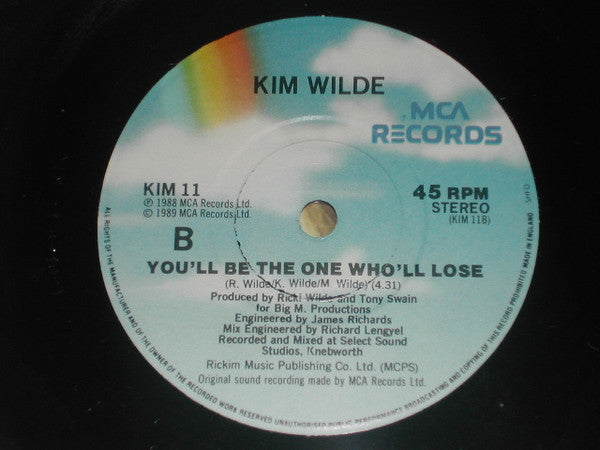 KIM WILDE
MCA
RECORDS
KIM 11
℗ 1988 MCA Records Ltd.
© 1989 MCA Records Ltd.
45 RPM
STEREO
(KIM 11B)
B
YOU'LL BE THE ONE WHO'LL LOSE
(R. Wilde/K. Wilde/M. Wilde) (4.31)
Produced by Ricki Wilde and Tony Swain
for Big M. Productions
Engineered by James Richards
Mix Engineered by Richard Lengyel
Recorded and Mixed at Select Sound
Studios, Knebworth
Rickim Music Publishing Co. Ltd. (MCPS)
Original sound recording made by MCA Records Ltd.
ALL RIGHTS OF THE MANUFACTURER AND OF THE OWNER OF THE RECORDED WORK RESERVED UNAUTHORISED PUBLIC PERFORMANCE BROADCASTING AND COPYING OF THIS RECORD PROHIBITED MADE IN ENGLAND